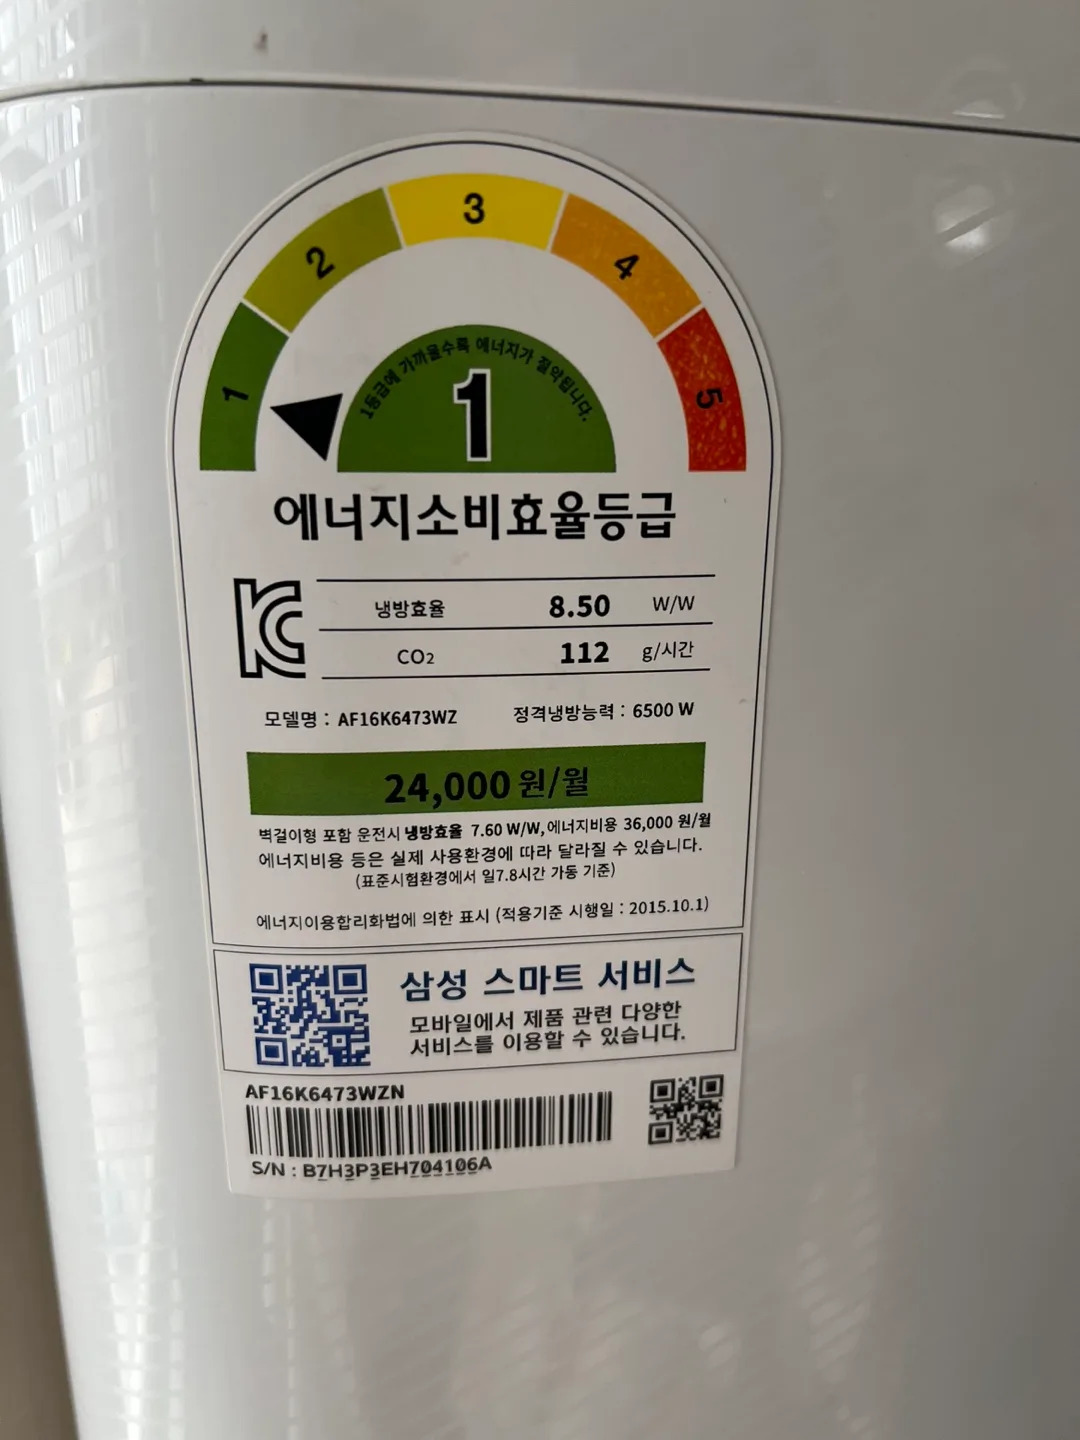 1
2
3
4
5
1등급에 가까울수록 에너지가 절약됩니다.
1
에너지소비효율등급
냉방효율 8.50 W/W
CO₂ 112 g/시간
모델명 : AF16K6473WZ 정격냉방능력 : 6500 W
24,000 원/월
벽걸이형 포함 운전시 냉방효율 7.60 W/W, 에너지비용 36,000 원/월
에너지비용 등은 실제 사용환경에 따라 달라질 수 있습니다.
(표준시험환경에서 일7.8시간 가동 기준)
에너지이용합리화법에 의한 표시 (적용기준 시행일 : 2015.10.1)
삼성 스마트 서비스
모바일에서 제품 관련 다양한
서비스를 이용할 수 있습니다.
AF16K6473WZN
S/N : B7H3P3EH704106A